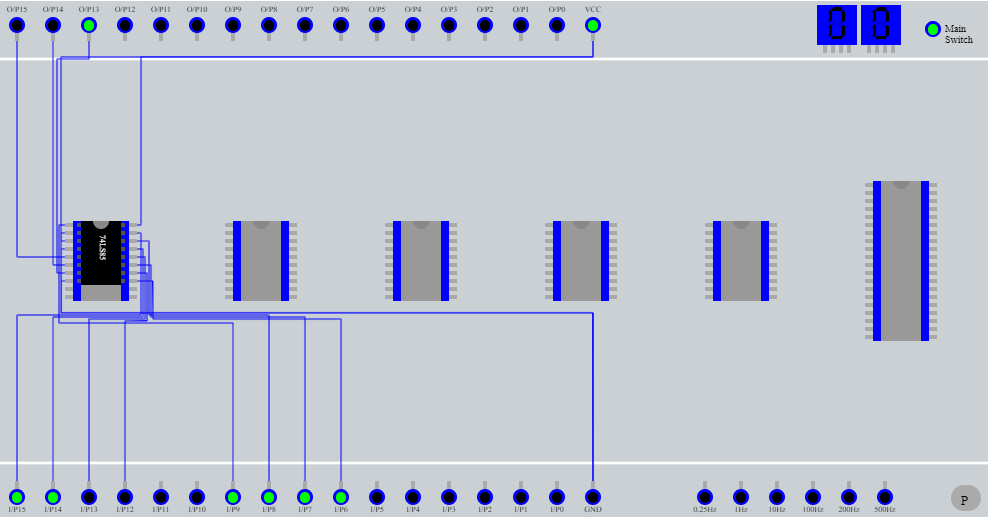 O/P15 O/P14 O/P13 O/P12 O/P11 O/P10 O/P9 O/P8 O/P7 O/P6 O/P5 O/P4 O/P3 O/P2 O/P1 O/P0 VCC
00
Main
Switch
74LS85
I/P15 I/P14 I/P13 I/P12 I/P11 I/P10 I/P9 I/P8 I/P7 I/P6 I/P5 I/P4 I/P3 I/P2 I/P1 I/P0 GND 0.25Hz 1Hz 10Hz 100Hz 200Hz 500Hz
P